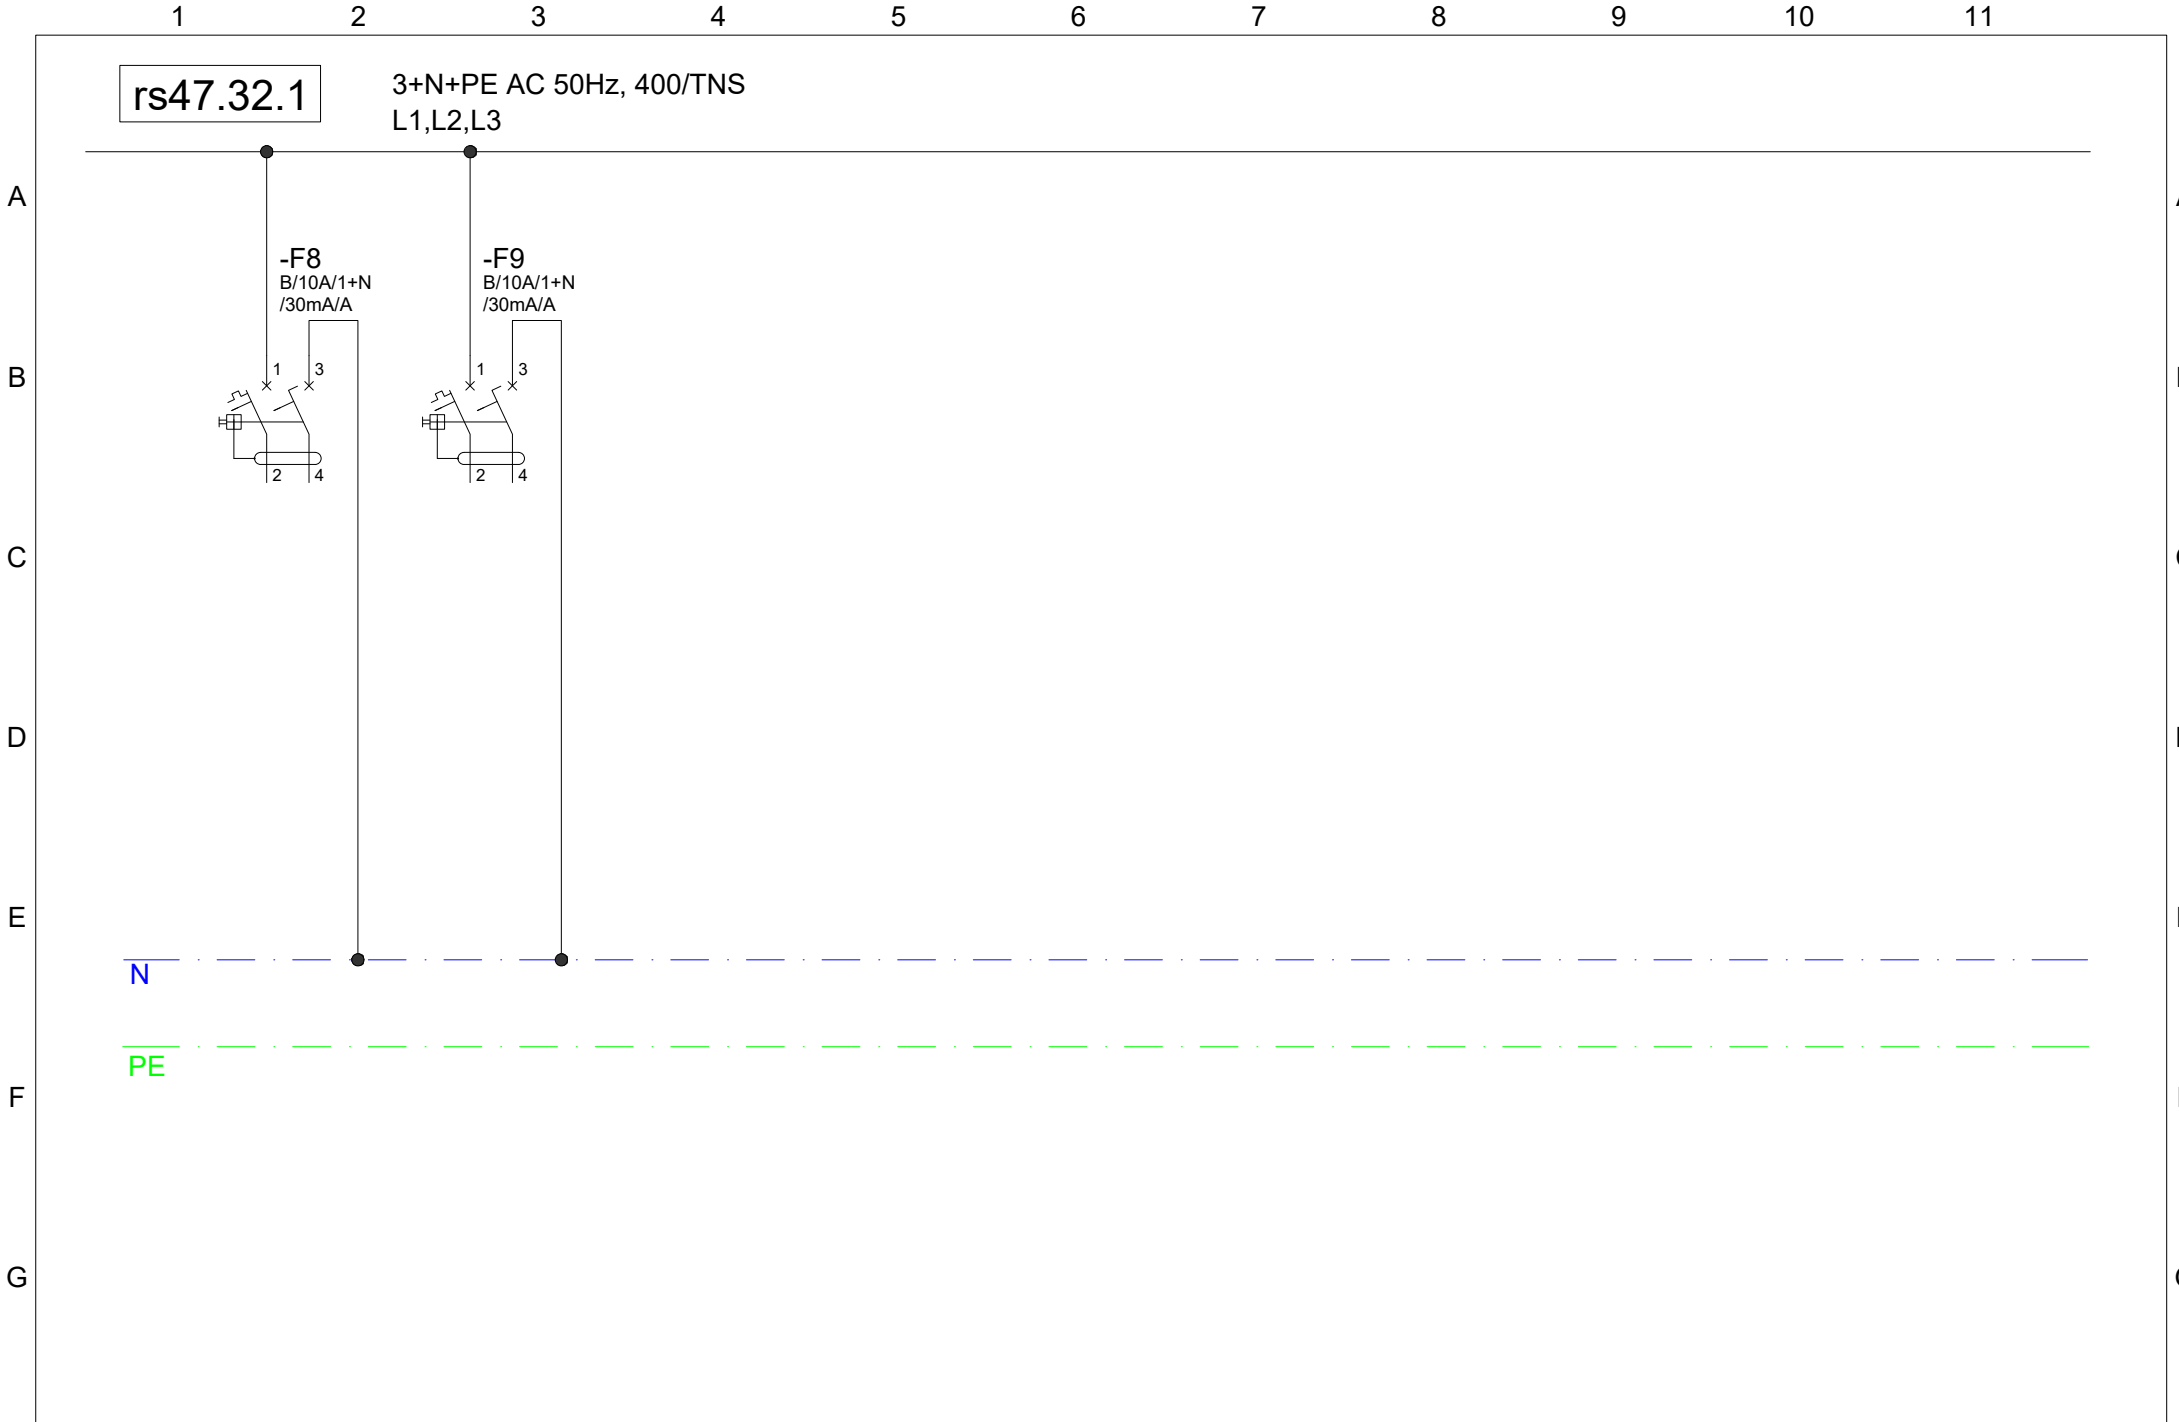 1 2 3 4 5 6 7 8 9 10 11
rs47.32.1
3+N+PE AC 50Hz, 400/TNS
L1,L2,L3
A
-F8
B/10A/1+N
/30mA/A
-F9
B/10A/1+N
/30mA/A
B
1 3
1 3
2 4
2 4
C
D
E
N
PE
F
G